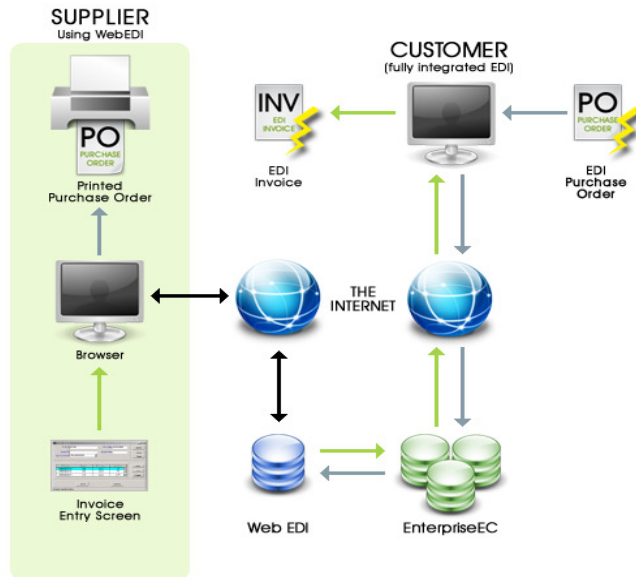 SUPPLIER
Using WebEDI
PO
PURCHASE
ORDER
Printed
Purchase Order
Browser
Invoice
Entry Screen
CUSTOMER
(fully integrated EDI)
INV
EDI
INVOICE
EDI
Invoice
PO
PURCHASE
ORDER
EDI
Purchase
Order
THE
INTERNET
Web EDI
EnterpriseEC